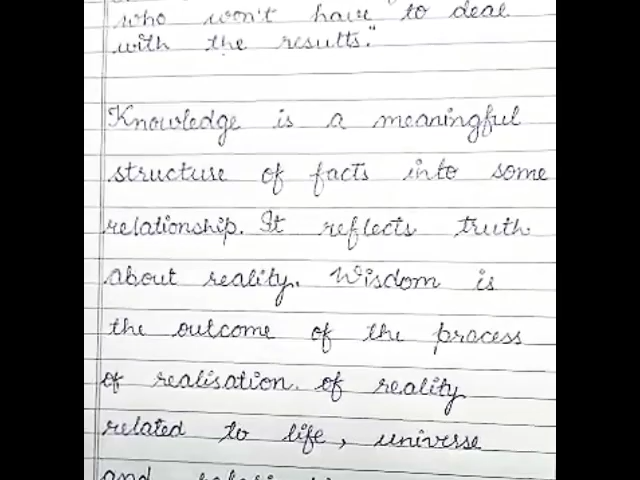 who won't have to deal
with the results."
Knowledge is a meaningful
structure of facts into some
relationship. It reflects truth
about reality. Wisdom is
the outcome of the process
of realisation. of reality
related to life, universe
and